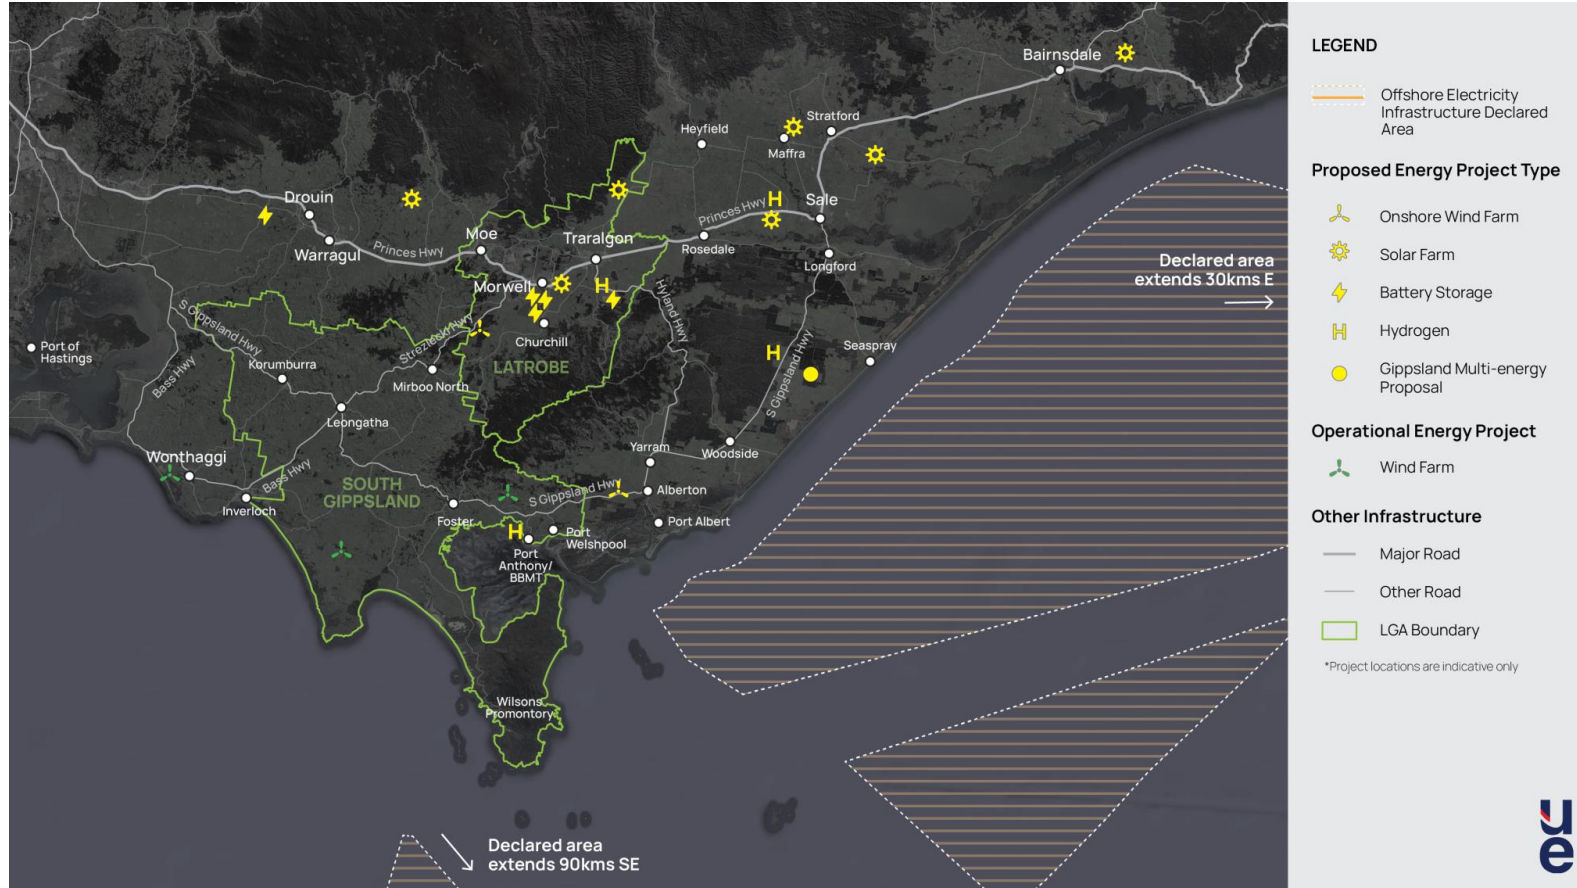 Bairnsdale
Stratford
Heyfield
Maffra
H
Sale
Princes Hwy
Drouin
Warragul
Princes Hwy
Moe
Traralgon
Rosedale
Longford
Morwell
H
Hyland Hwy
Declared area
extends 30kms E
S Gippsland Hwy
Port of
Hastings
Bass Hwy
Korumburra
Strezlecki Hwy
Churchill
LATROBE
Mirboo North
H
Seaspray
S Gippsland Hwy
Leongatha
Yarram
Woodside
Wonthaggi
Bass Hwy
SOUTH
GIPPSLAND
S Gippsland Hwy
Alberton
Inverloch
Foster
H
Port
Welshpool
Port Albert
Port
Anthony/
BBMT
Wilsons
Promontory
Declared area
extends 90kms SE
LEGEND
Offshore Electricity
Infrastructure Declared
Area
Proposed Energy Project Type
Onshore Wind Farm
Solar Farm
Battery Storage
H
Hydrogen
Gippsland Multi-energy
Proposal
Operational Energy Project
Wind Farm
Other Infrastructure
Major Road
Other Road
LGA Boundary
*Project locations are indicative only
ue